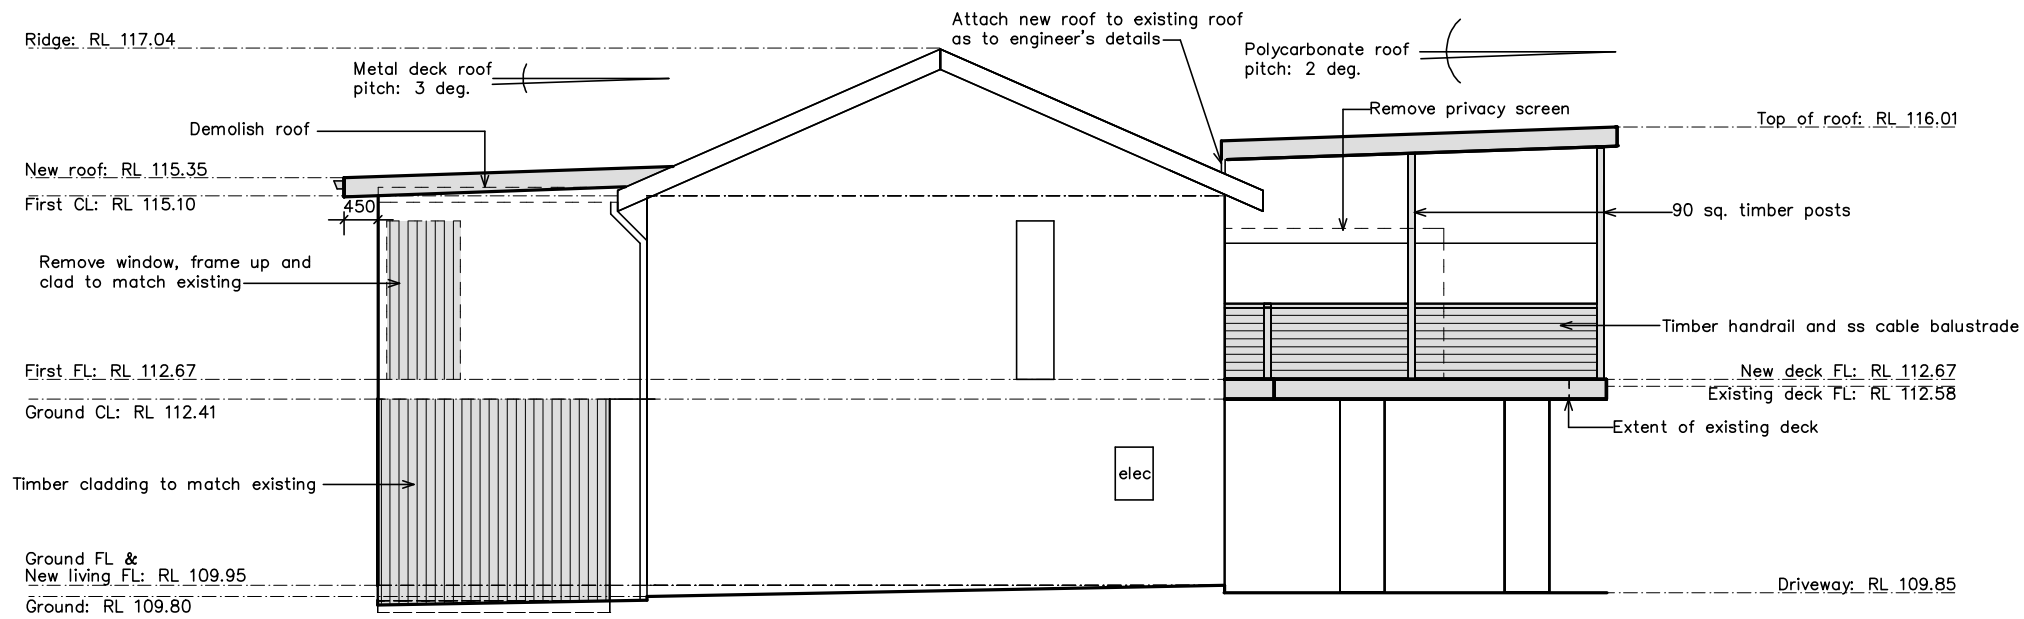 Ridge: RL 117.04
Metal deck roof
pitch: 3 deg.
Attach new roof to existing roof
as to engineer's details
Polycarbonate roof
pitch: 2 deg.
Remove privacy screen
Top of roof: RL 116.01
Demolish roof
New roof: RL 115.35
First CL: RL 115.10
450
90 sq. timber posts
Remove window, frame up and
clad to match existing
Timber handrail and ss cable balustrade
First FL: RL 112.67
New deck FL: RL 112.67
Existing deck FL: RL 112.58
Ground CL: RL 112.41
Extent of existing deck
elec
Timber cladding to match existing
Ground FL &
New living FL: RL 109.95
Driveway: RL 109.85
Ground: RL 109.80